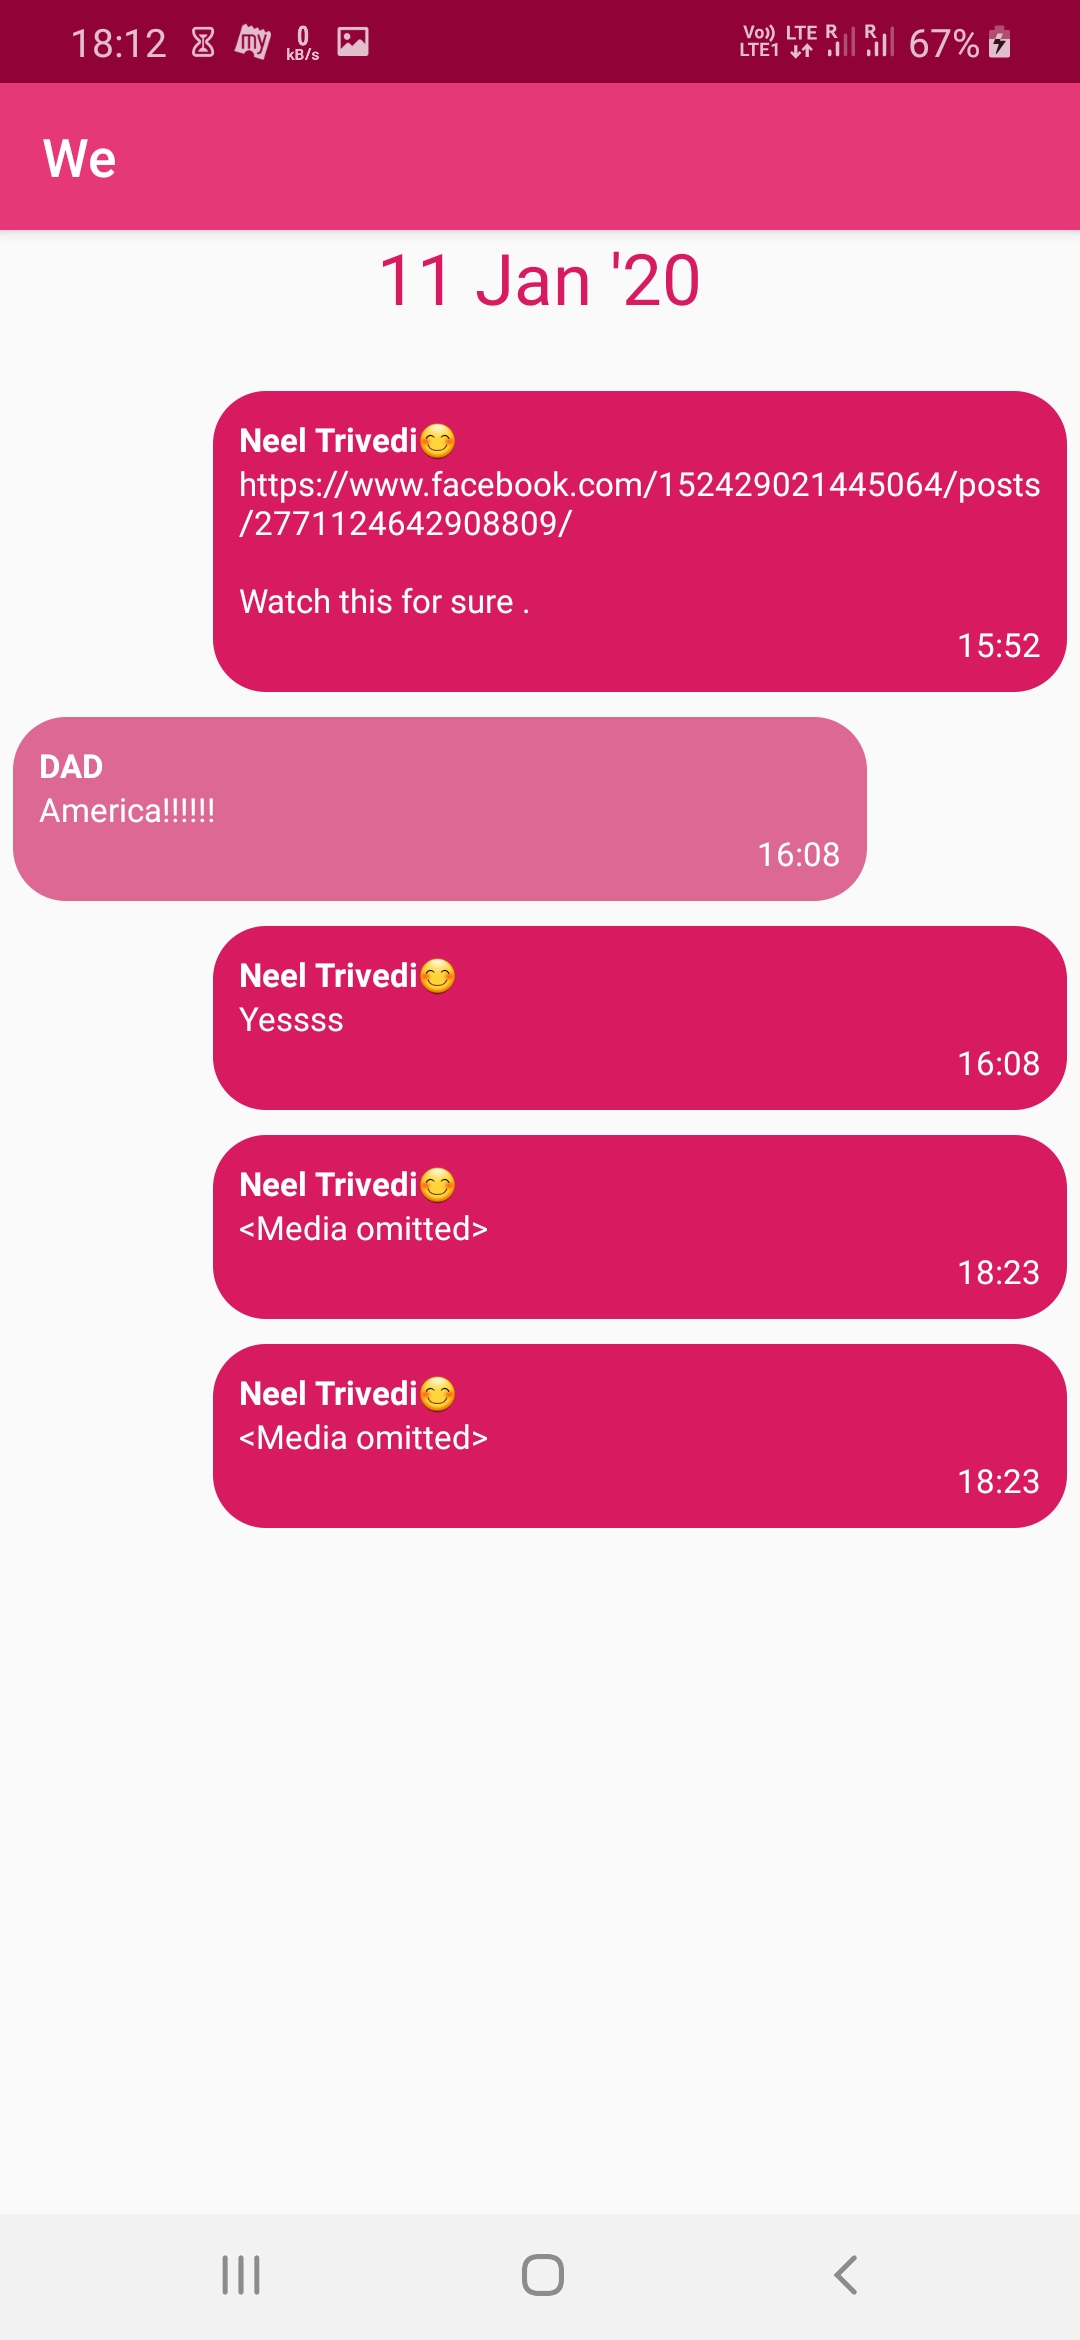 18:12 my 0 kB/s Vo)) LTE1 LTE R R 67%
We
11 Jan '20
Neel Trivedi😊
https://www.facebook.com/152429021445064/posts
/2771124642908809/
Watch this for sure .
15:52
DAD
America!!!!!!
16:08
Neel Trivedi😊
Yessss
16:08
Neel Trivedi😊
<Media omitted>
18:23
Neel Trivedi😊
<Media omitted>
18:23